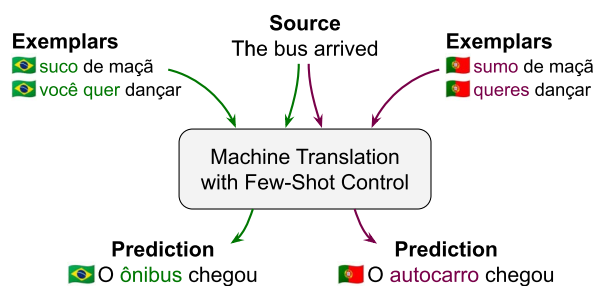 Exemplars
suco de maçã
você quer dançar
Source
The bus arrived
Exemplars
sumo de maçã
queres dançar
Machine Translation
with Few-Shot Control
Prediction
O ônibus chegou
Prediction
O autocarro chegou